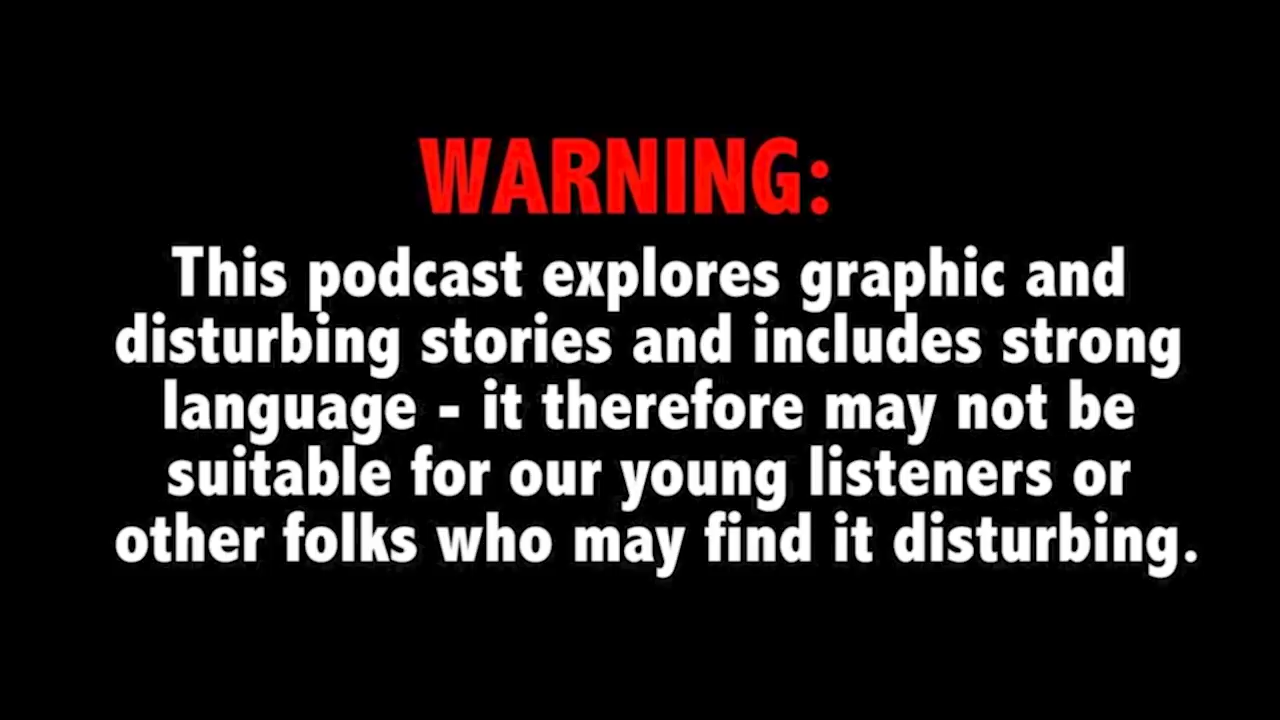 WARNING:
This podcast explores graphic and
disturbing stories and includes strong
language - it therefore may not be
suitable for our young listeners or
other folks who may find it disturbing.